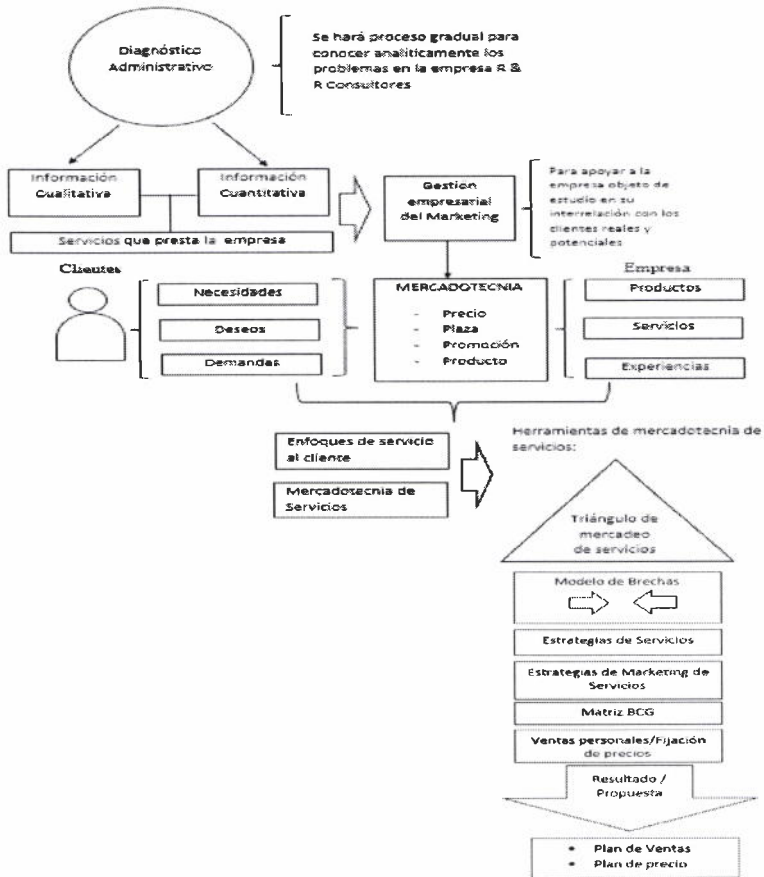 Diagnóstico
Administrativo
Se hará proceso gradual para
conocer analíticamente los
problemas en la empresa R &
R Consultores
Información
Cualitativa
Información
Cuantitativa
Servicios que presta la empresa
Gestion
empresarial
del Marketing
Para apoyar a la
empresa objeto de
estudio en su
interrelación con los
clientes reales y
potenciales
Clientes
Necesidades
Deseos
Demandas
MERCADOTECNIA
- Precio
- Plaza
- Promoción
- Producto
Empresa
Productos
Servicios
Experiencias
Enfoques de servicio
al cliente
Mercadotecnia de
Servicios
Herramientas de mercadotecnia de
servicios:
Triángulo de
mercadeo
de servicios
Modelo de Brechas
Estrategias de Servicios
Estrategias de Marketing de
Servicios
Matriz BCG
Ventas personales/Fijación
de precios
Resultado /
Propuesta
• Plan de Ventas
• Plan de precio